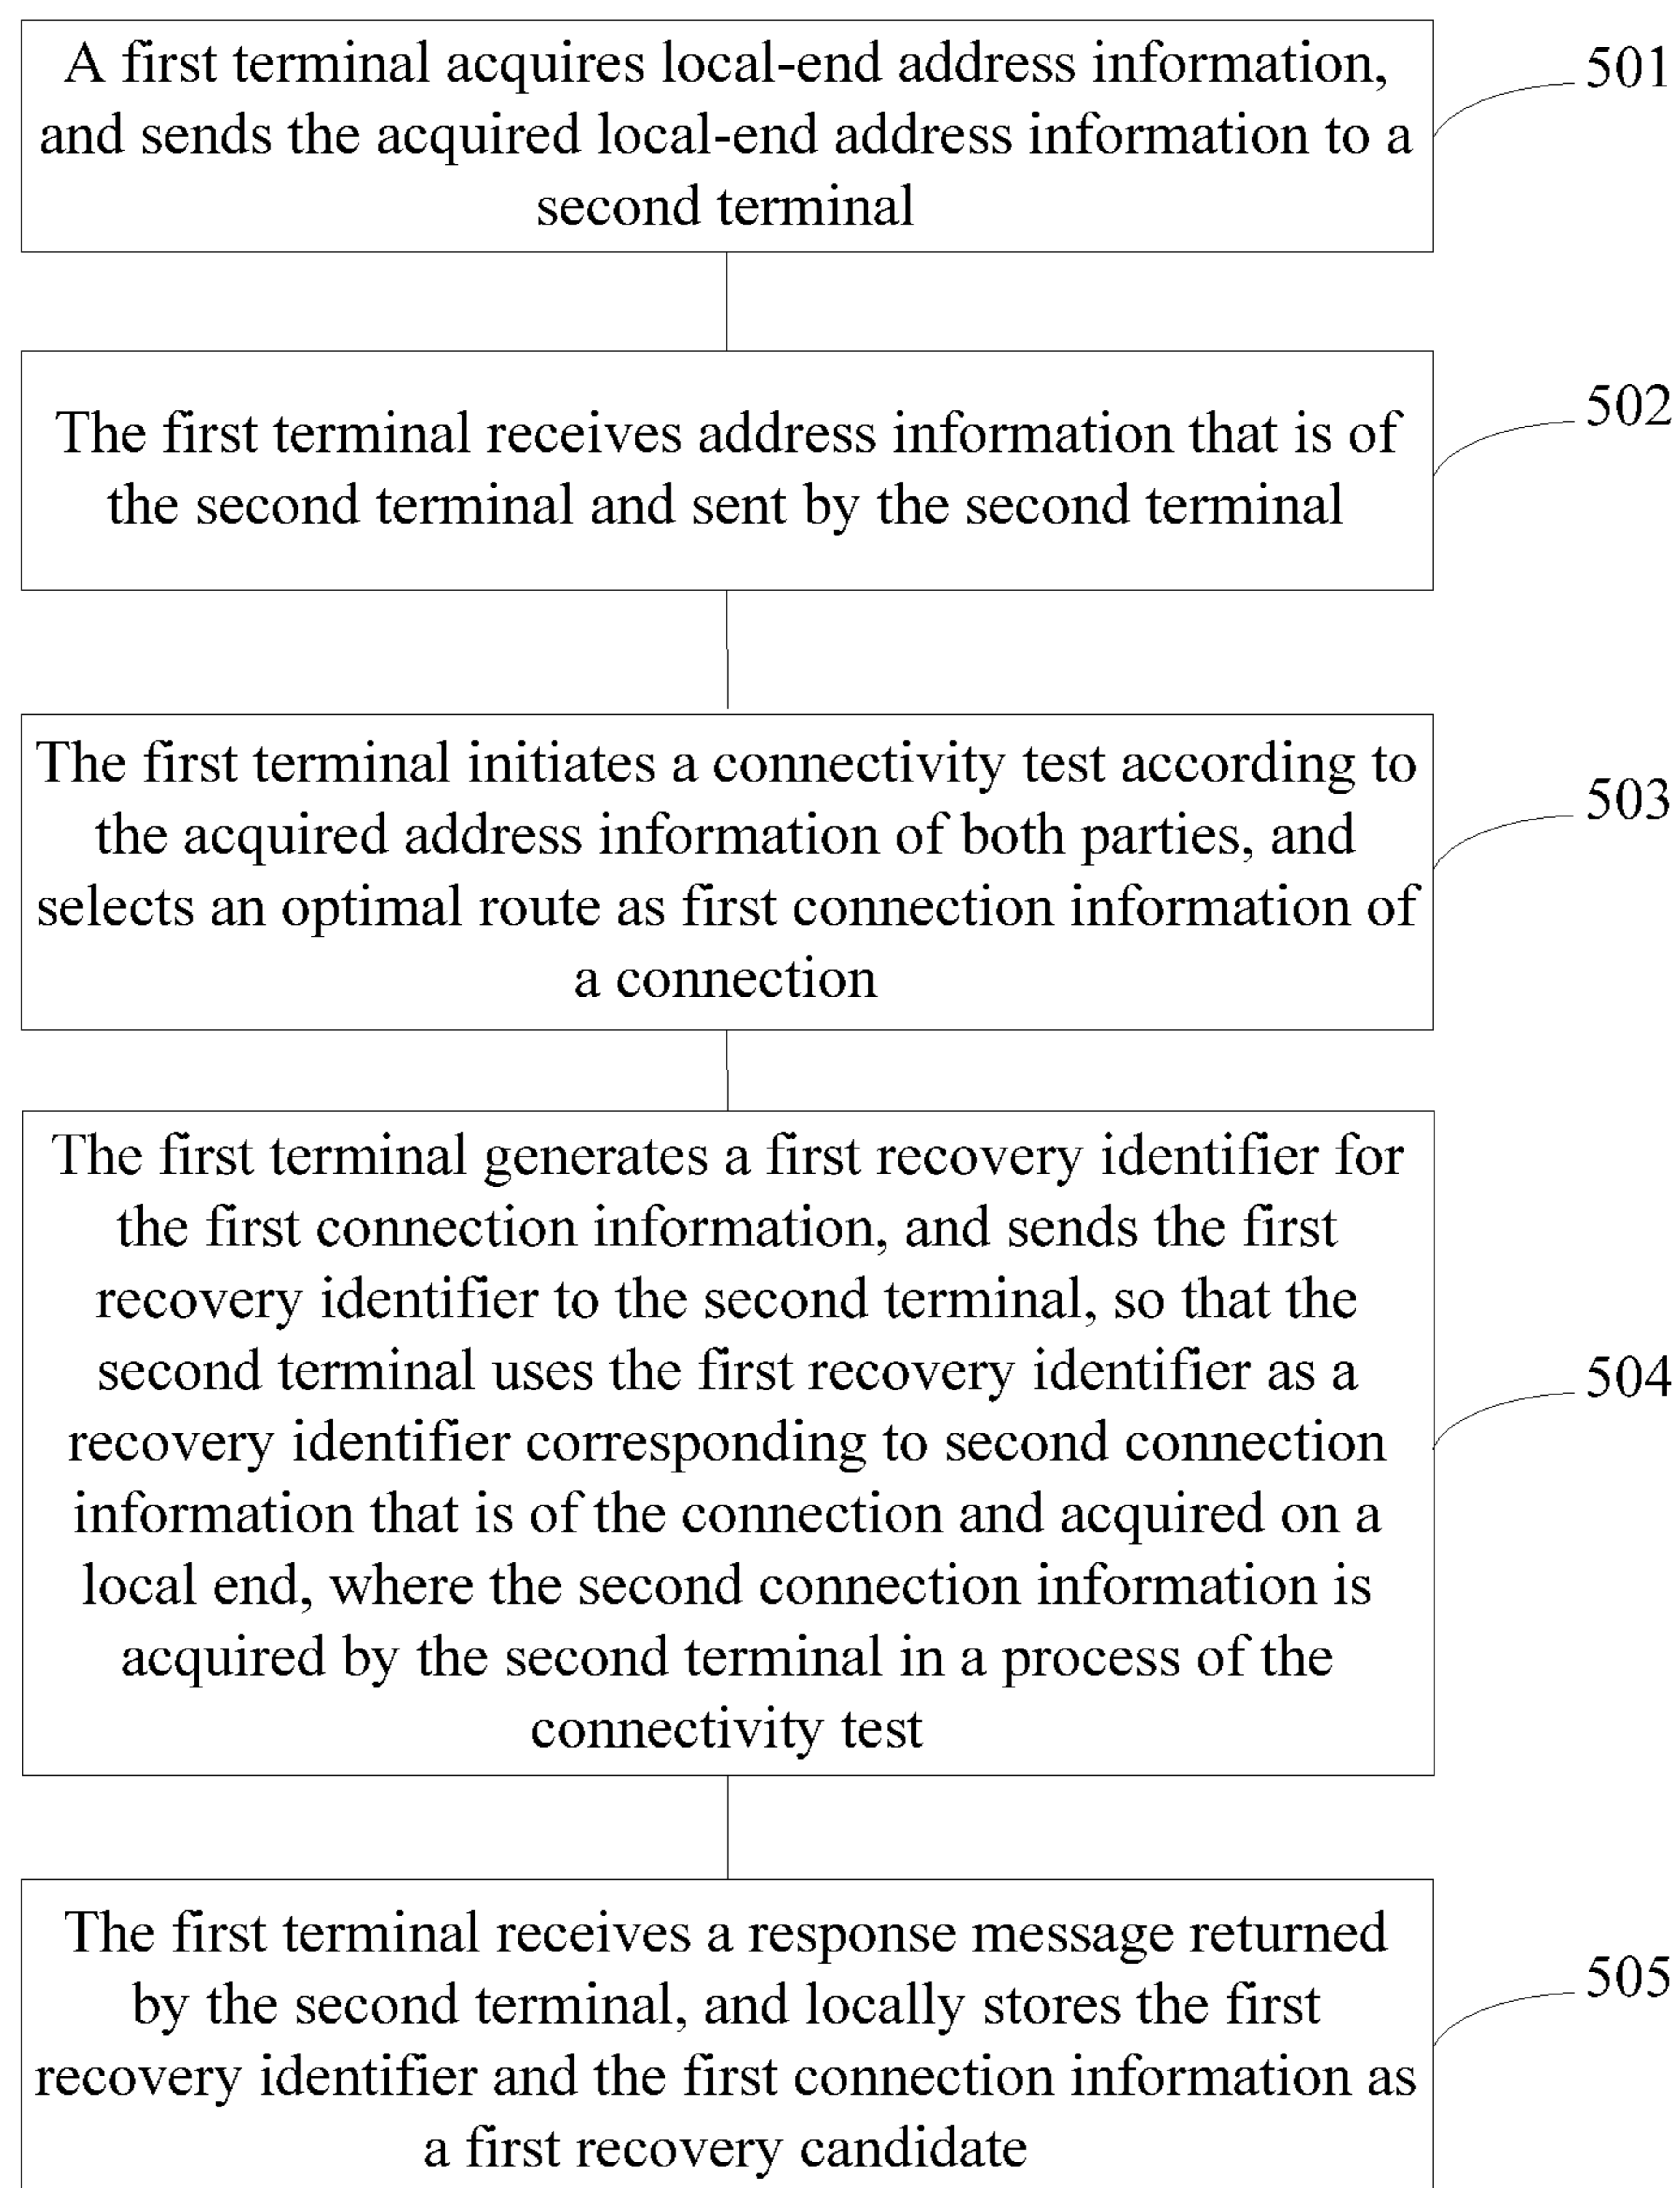 A first terminal acquires local-end address information,
and sends the acquired local-end address information to a
second terminal
501
The first terminal receives address information that is of
the second terminal and sent by the second terminal
502
The first terminal initiates a connectivity test according to
the acquired address information of both parties, and
selects an optimal route as first connection information of
a connection
503
The first terminal generates a first recovery identifier for
the first connection information, and sends the first
recovery identifier to the second terminal, so that the
second terminal uses the first recovery identifier as a
recovery identifier corresponding to second connection
information that is of the connection and acquired on a
local end, where the second connection information is
acquired by the second terminal in a process of the
connectivity test
504
The first terminal receives a response message returned
by the second terminal, and locally stores the first
recovery identifier and the first connection information as
a first recovery candidate
505